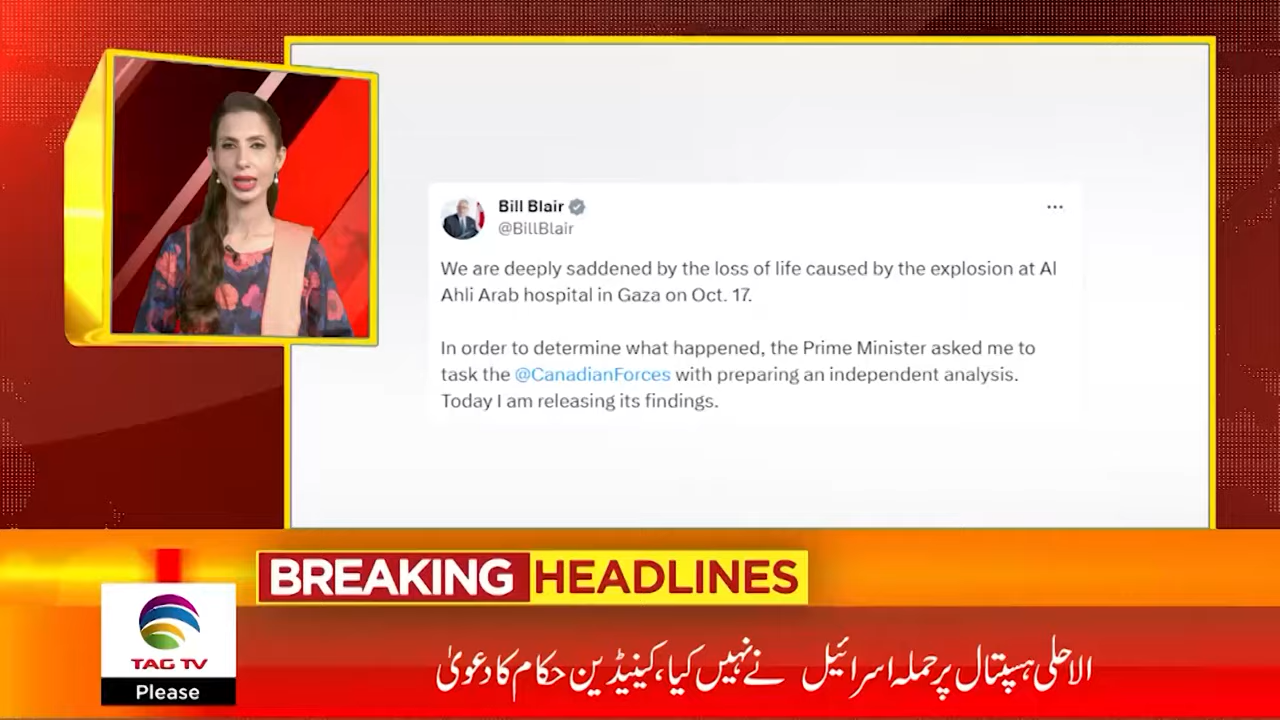 Bill Blair
@BillBlair
We are deeply saddened by the loss of life caused by the explosion at Al
Ahli Arab hospital in Gaza on Oct. 17.
In order to determine what happened, the Prime Minister asked me to
task the @CanadianForces with preparing an independent analysis.
Today I am releasing its findings.
BREAKING HEADLINES
TAG TV
Please
الاحلی ہسپتال پر حملہ اسرائیل نے نہیں کیا، کینیڈین حکام کا دعویٰ